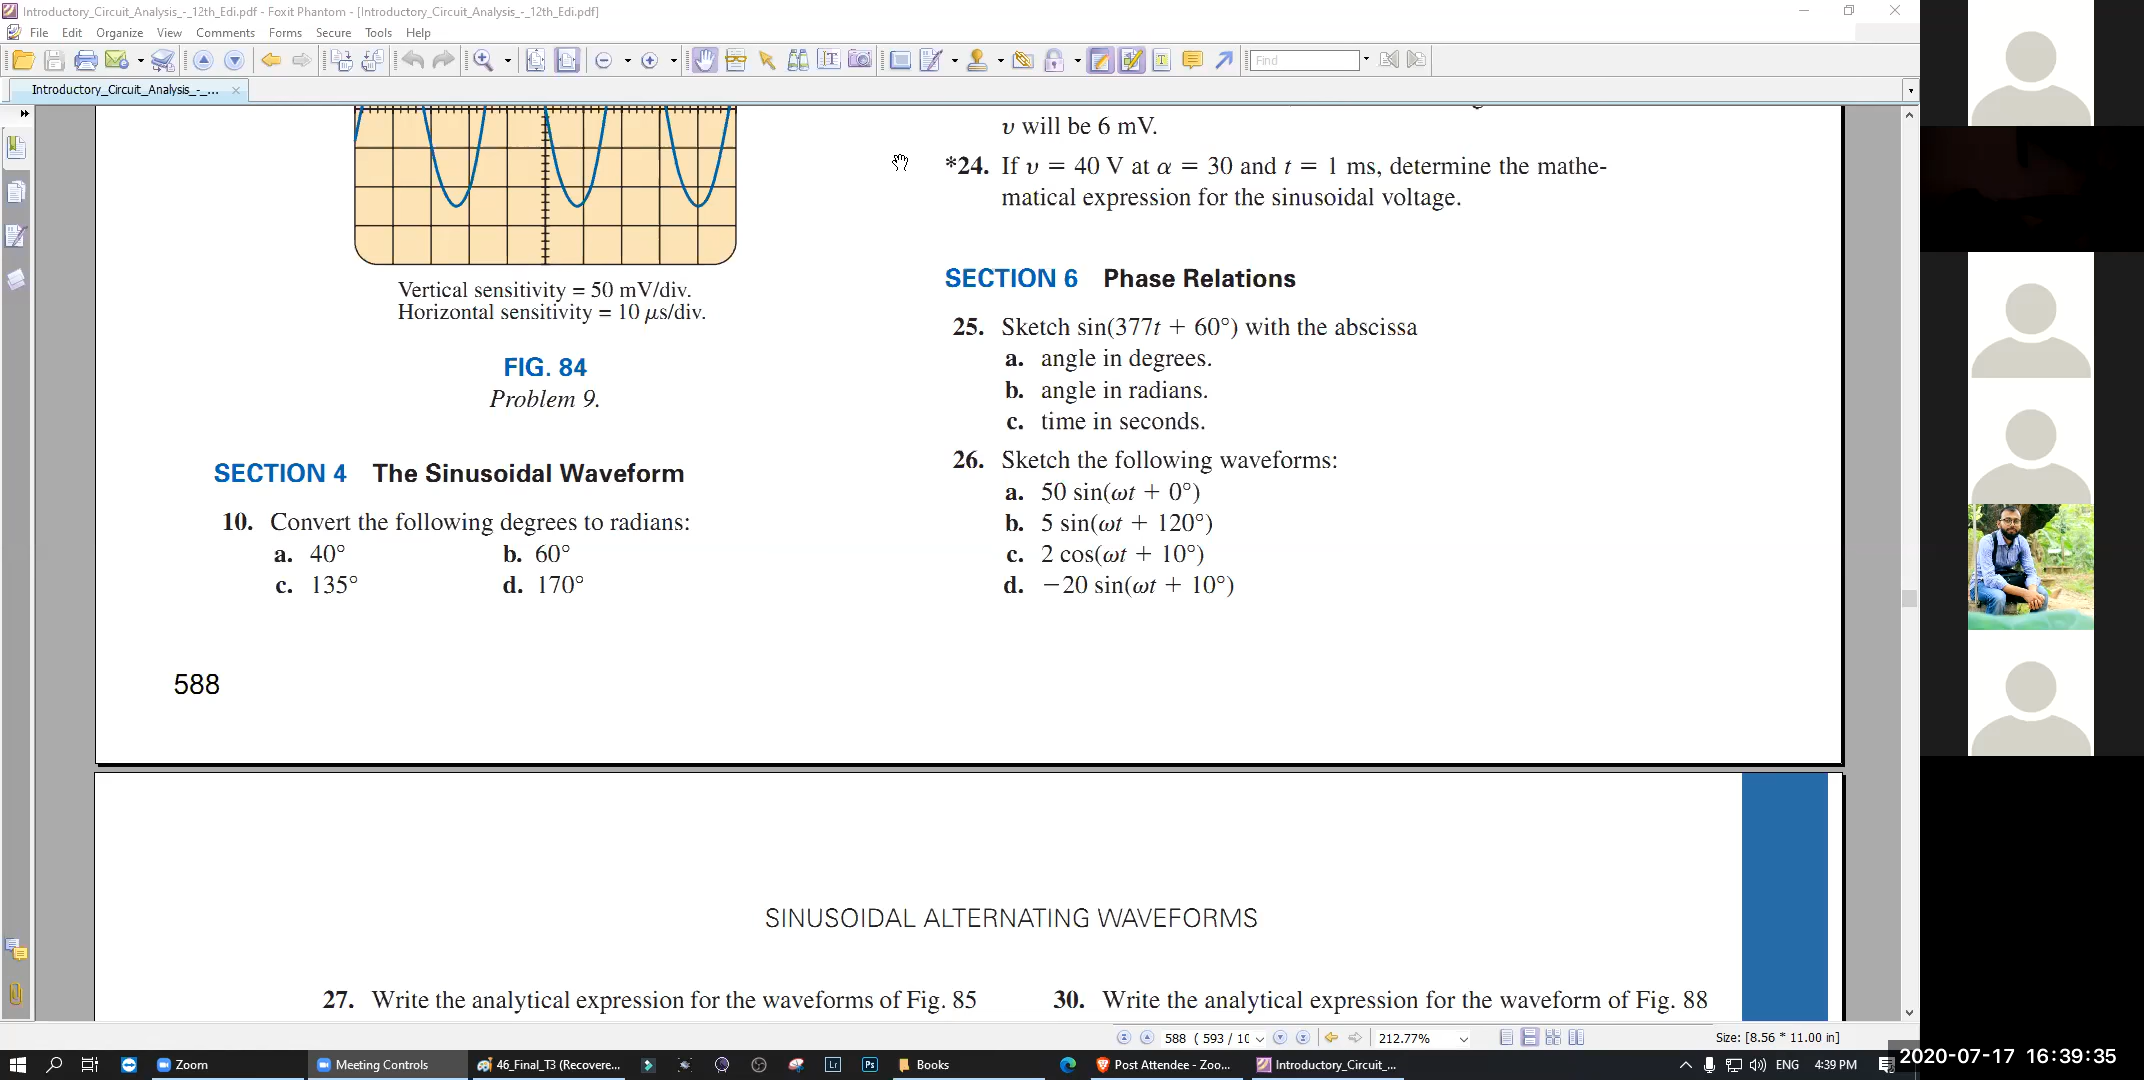 Introductory_Circuit_Analysis_-_12th_Edi.pdf - Foxit Phantom - [Introductory_Circuit_Analysis_-_12th_Edi.pdf]
File Edit Organize View Comments Forms Secure Tools Help
Find
Introductory_Circuit_Analysis_-_...
Vertical sensitivity = 50 mV/div.
Horizontal sensitivity = 10 μs/div.
FIG. 84
Problem 9.
SECTION 4 The Sinusoidal Waveform
10. Convert the following degrees to radians:
a. 40° b. 60°
c. 135° d. 170°
588
υ will be 6 mV.
*24. If υ = 40 V at α = 30 and t = 1 ms, determine the mathe-
matical expression for the sinusoidal voltage.
SECTION 6 Phase Relations
25. Sketch sin(377t + 60°) with the abscissa
a. angle in degrees.
b. angle in radians.
c. time in seconds.
26. Sketch the following waveforms:
a. 50 sin(ωt + 0°)
b. 5 sin(ωt + 120°)
c. 2 cos(ωt + 10°)
d. −20 sin(ωt + 10°)
SINUSOIDAL ALTERNATING WAVEFORMS
27. Write the analytical expression for the waveforms of Fig. 85
30. Write the analytical expression for the waveform of Fig. 88
588 ( 593 / 10
212.77%
Size: [8.56 * 11.00 in]
Zoom
Meeting Controls
46_Final_T3 (Recovere...
Lr
Ps
Books
Post Attendee - Zoo...
Introductory_Circuit_...
ENG
4:39 PM
2020-07-17 16:39:35